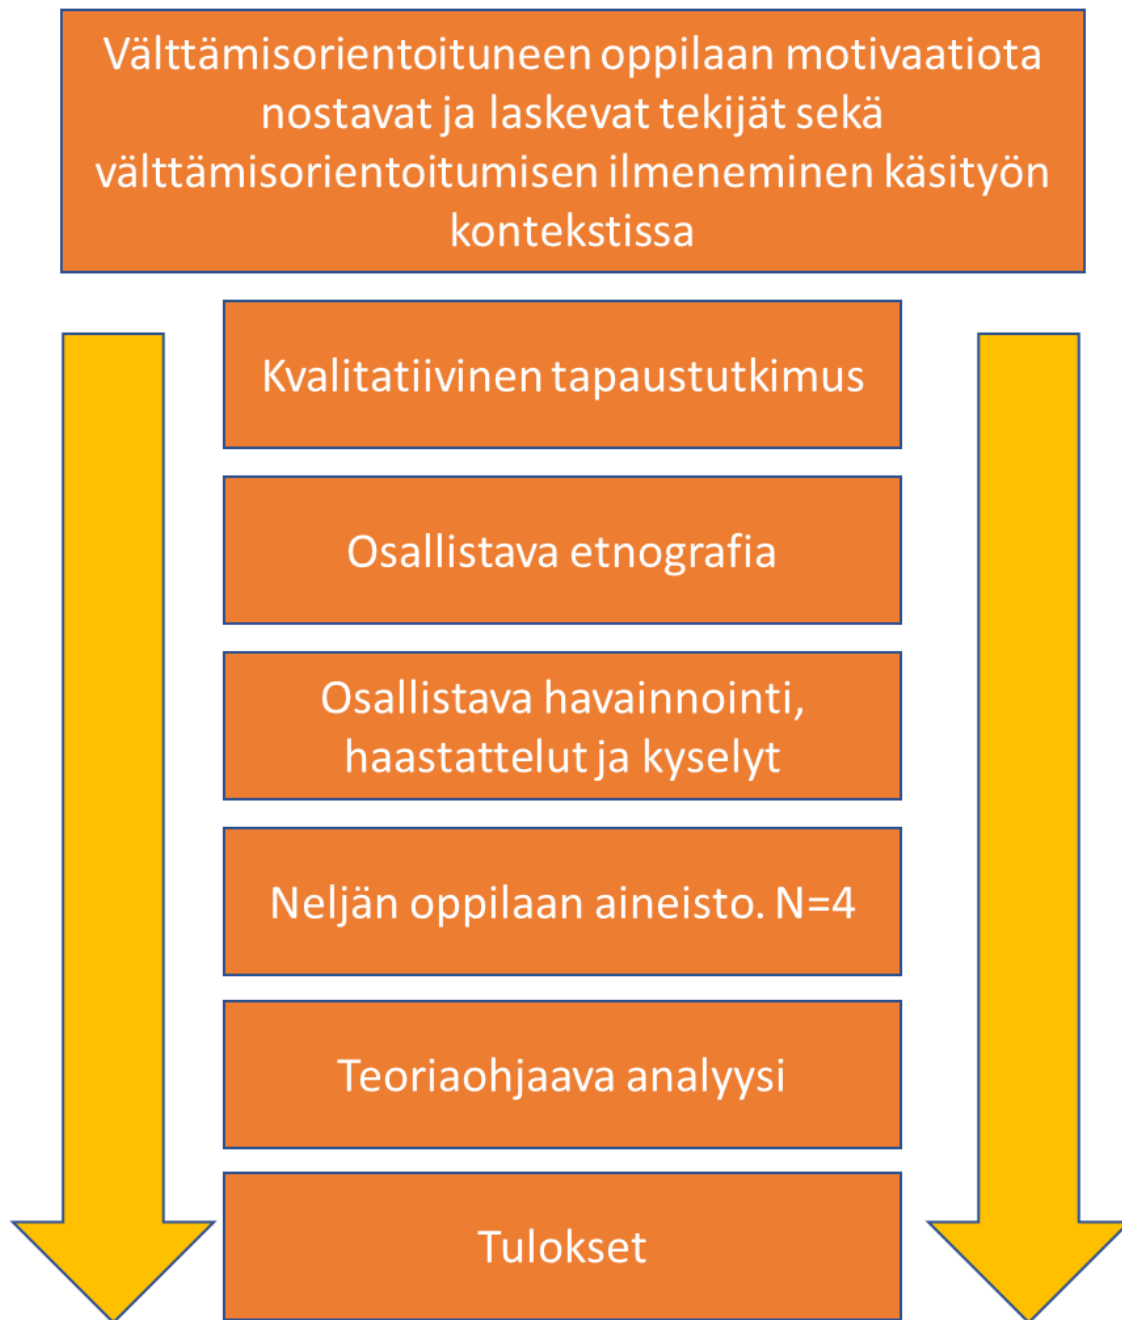 Välttämisorientoituneen oppilaan motivaatiota
nostavat ja laskevat tekijät sekä
välttämisorientoitumisen ilmeneminen käsityön
kontekstissa
Kvalitatiivinen tapaustutkimus
Osallistava etnografia
Osallistava havainnointi,
haastattelut ja kyselyt
Neljän oppilaan aineisto. N=4
Teoriaohjaava analyysi
Tulokset